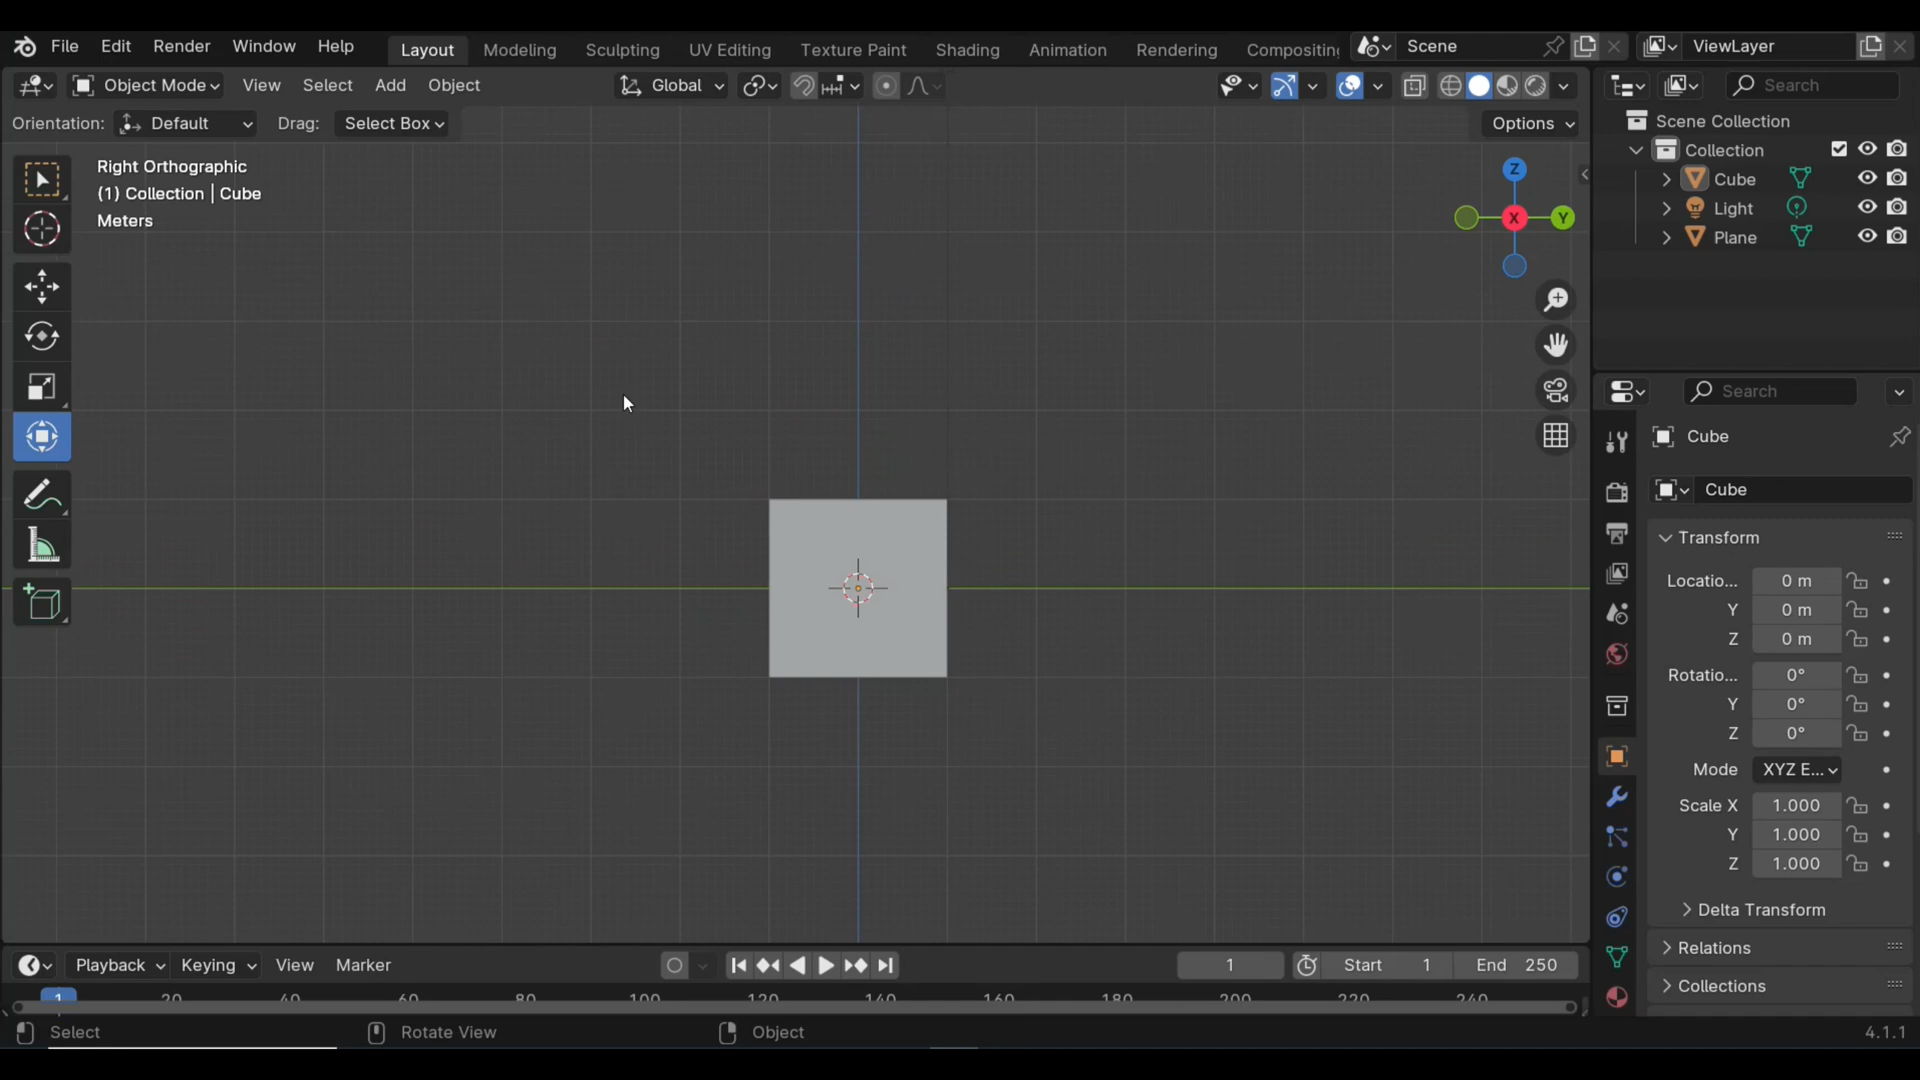 File Edit Render Window Help Layout Modeling Sculpting UV Editing Texture Paint Shading Animation Rendering Compositing Scene ViewLayer
Object Mode View Select Add Object Global Search
Orientation: Default Drag: Select Box Options
Scene Collection
Collection
Cube
Light
Plane
Right Orthographic
(1) Collection | Cube
Meters
Z
X
Y
Search
Cube
Cube
Transform
Locatio... 0 m
Y 0 m
Z 0 m
Rotatio... 0°
Y 0°
Z 0°
Mode XYZ E...
Scale X 1.000
Y 1.000
Z 1.000
Delta Transform
Relations
Collections
Playback Keying View Marker 1 Start 1 End 250
1 20 40 60 80 100 120 140 160 180 200 220 240
Select Rotate View Object 4.1.1